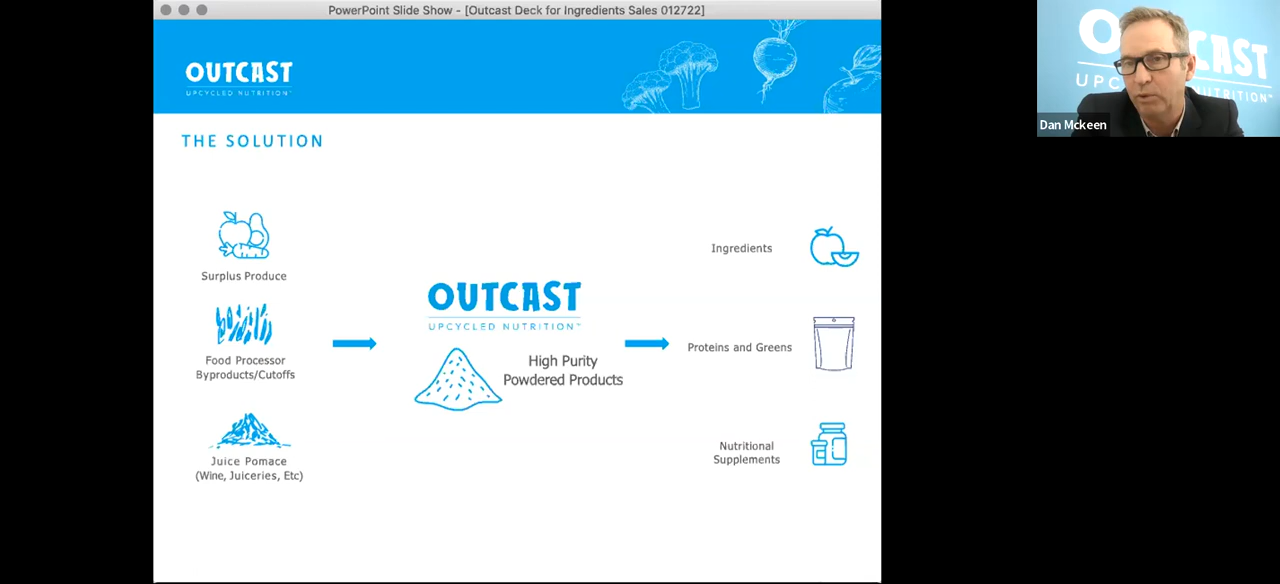 PowerPoint Slide Show - [Outcast Deck for Ingredients Sales 012722]
OUTCAST
UPCYCLED NUTRITION™
THE SOLUTION
Surplus Produce
Food Processor
Byproducts/Cutoffs
Juice Pomace
(Wine, Juiceries, Etc)
OUTCAST
UPCYCLED NUTRITION™
High Purity
Powdered Products
Ingredients
Proteins and Greens
Nutritional
Supplements
CAST
NUTRITION™
Dan Mckeen